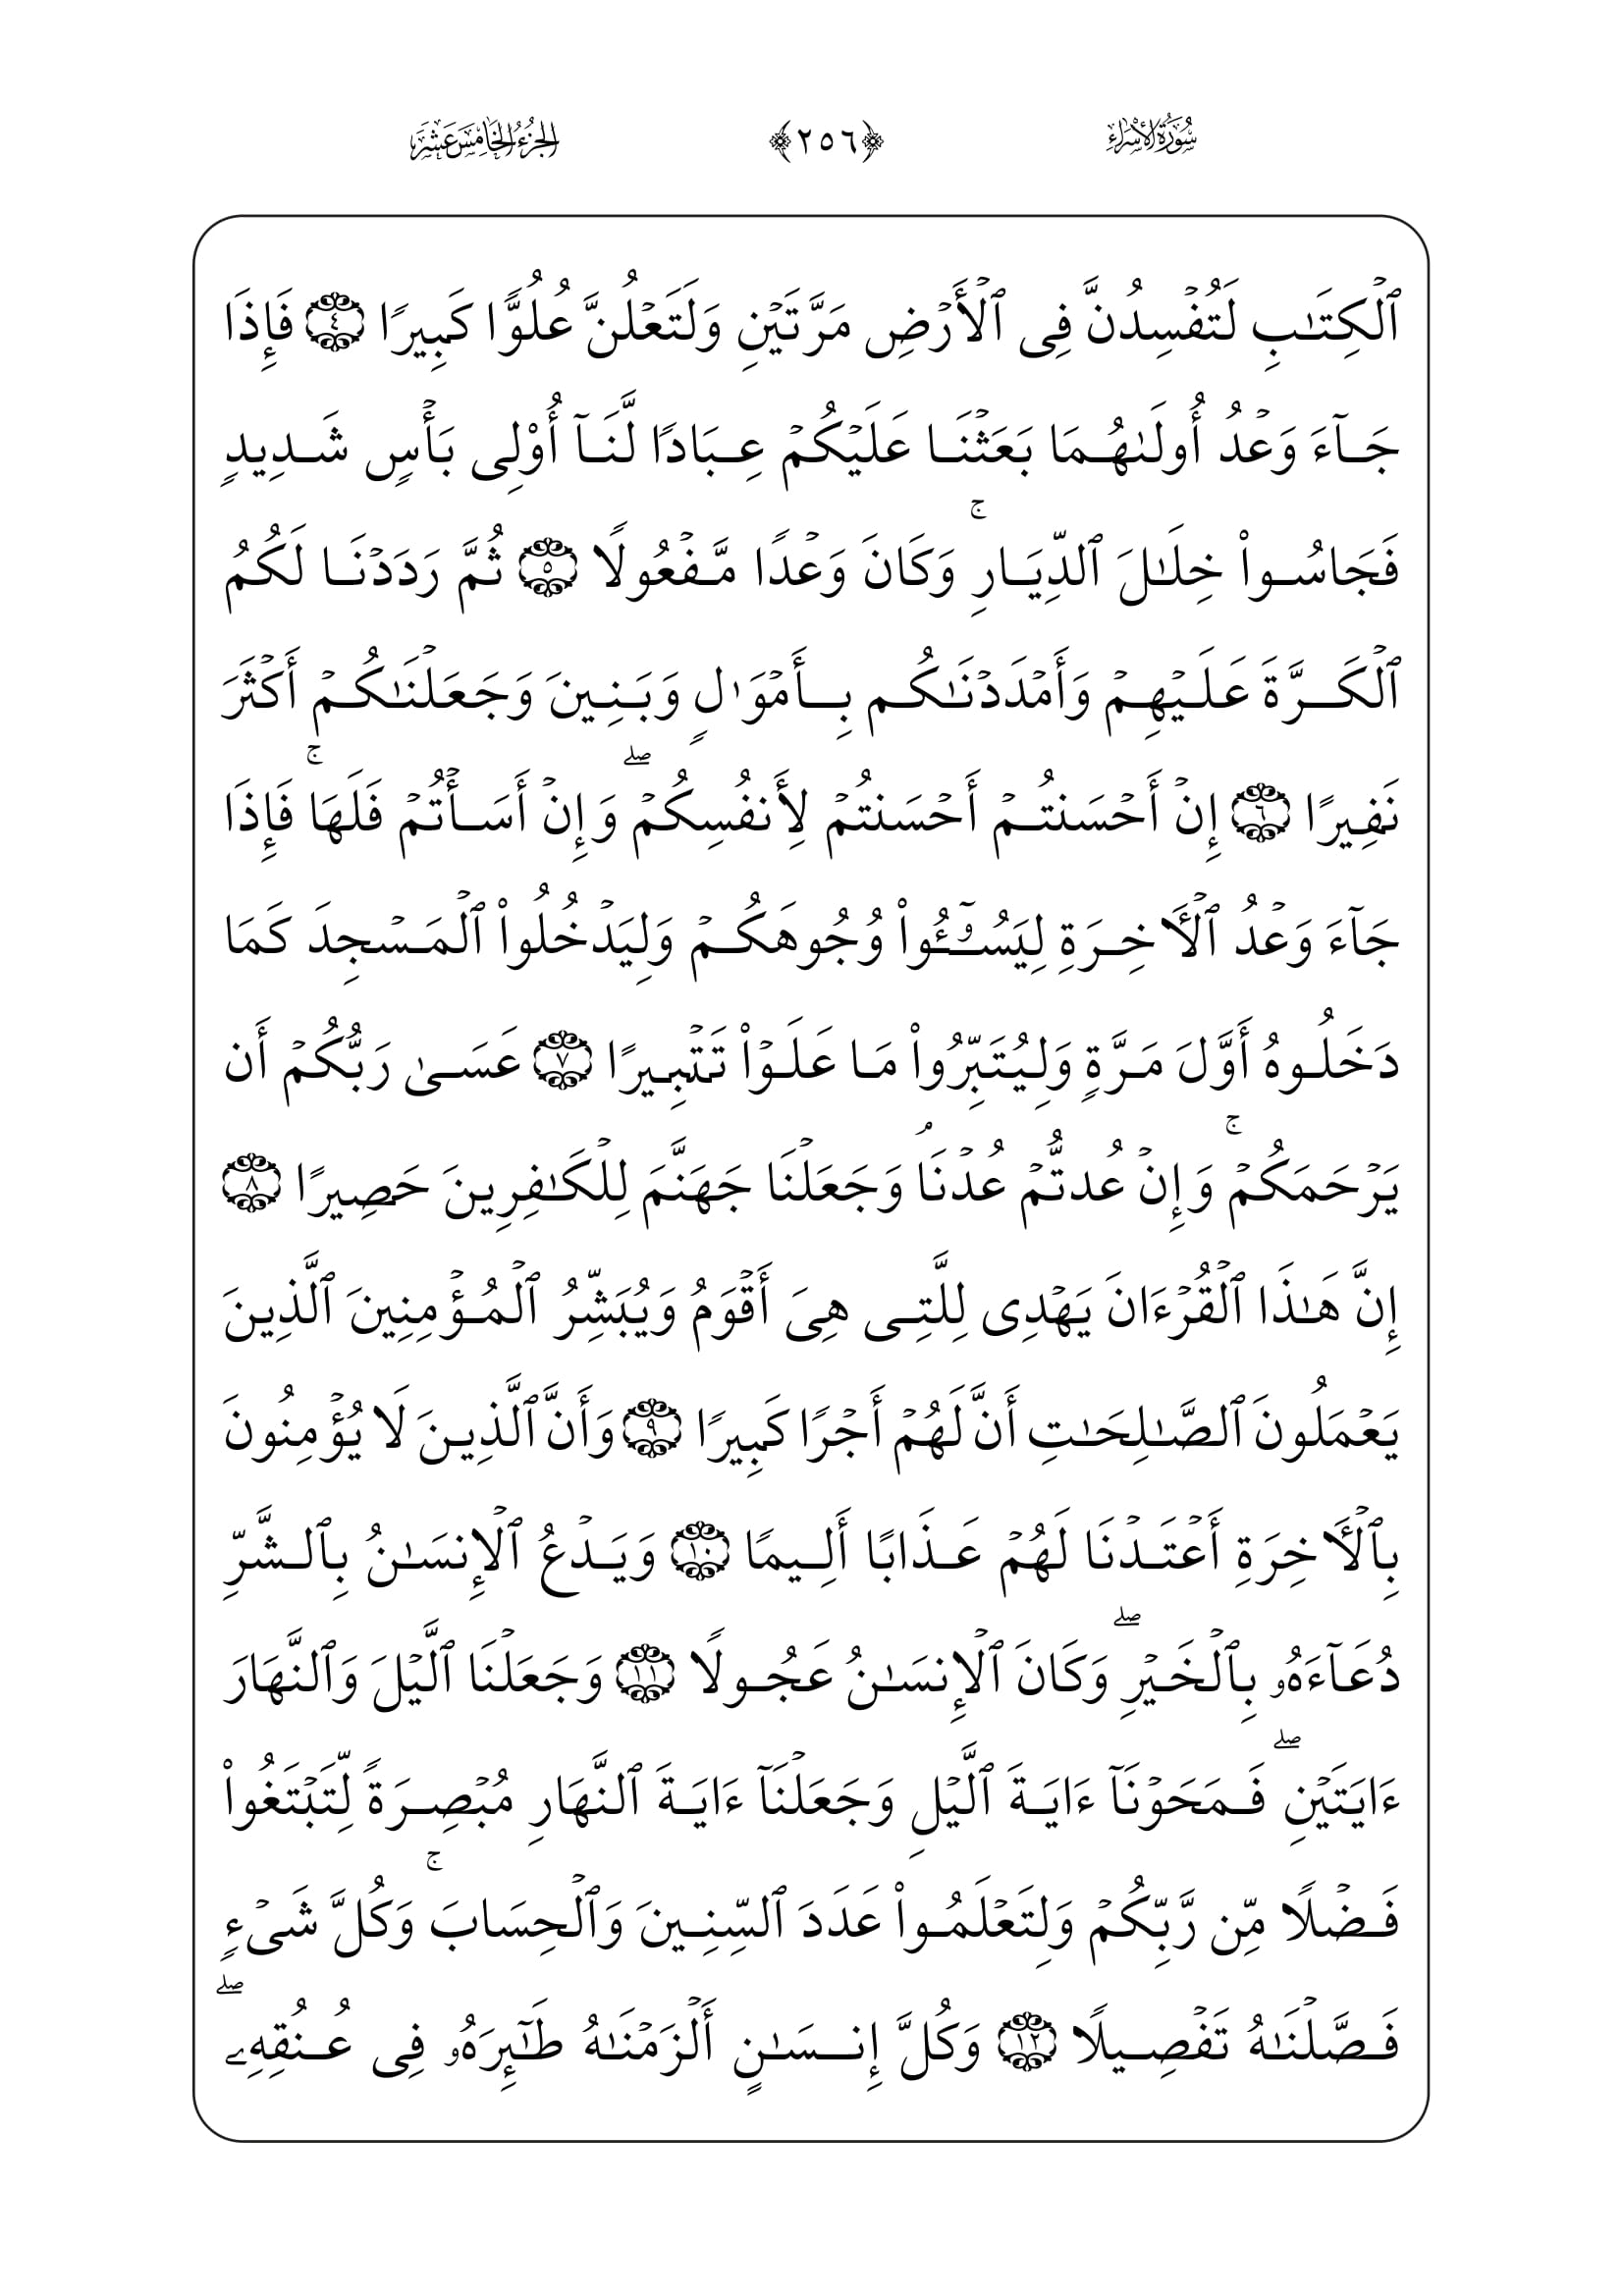 سُورَةُ الإِسْرَاءِ ﴿٢٥٦﴾ الجُزْءُ الخَامِسَ عَشَرَ
ٱلْكِتَـٰبِ لَتُفْسِدُنَّ فِى ٱلْأَرْضِ مَرَّتَيْنِ وَلَتَعْلُنَّ عُلُوًّا كَبِيرًا ٤ فَإِذَا
جَآءَ وَعْدُ أُولَىٰهُمَا بَعَثْنَا عَلَيْكُمْ عِبَادًا لَّنَآ أُو۟لِى بَأْسٍ شَدِيدٍ
فَجَاسُوا۟ خِلَـٰلَ ٱلدِّيَارِ ۚ وَكَانَ وَعْدًا مَّفْعُولًا ٥ ثُمَّ رَدَدْنَا لَكُمُ
ٱلْكَرَّةَ عَلَيْهِمْ وَأَمْدَدْنَـٰكُم بِأَمْوَٰلٍ وَبَنِينَ وَجَعَلْنَـٰكُمْ أَكْثَرَ
نَفِيرًا ٦ إِنْ أَحْسَنتُمْ أَحْسَنتُمْ لِأَنفُسِكُمْ ۖ وَإِنْ أَسَأْتُمْ فَلَهَا ۚ فَإِذَا
جَآءَ وَعْدُ ٱلْـَٔاخِرَةِ لِيَسُـۥٓـُٔوا۟ وُجُوهَكُمْ وَلِيَدْخُلُوا۟ ٱلْمَسْجِدَ كَمَا
دَخَلُوهُ أَوَّلَ مَرَّةٍ وَلِيُتَبِّرُوا۟ مَا عَلَوْا۟ تَتْبِيرًا ٧ عَسَىٰ رَبُّكُمْ أَن
يَرْحَمَكُمْ ۚ وَإِنْ عُدتُّمْ عُدْنَا ۘ وَجَعَلْنَا جَهَنَّمَ لِلْكَـٰفِرِينَ حَصِيرًا ٨
إِنَّ هَـٰذَا ٱلْقُرْءَانَ يَهْدِى لِلَّتِى هِىَ أَقْوَمُ وَيُبَشِّرُ ٱلْمُؤْمِنِينَ ٱلَّذِينَ
يَعْمَلُونَ ٱلصَّـٰلِحَـٰتِ أَنَّ لَهُمْ أَجْرًا كَبِيرًا ٩ وَأَنَّ ٱلَّذِينَ لَا يُؤْمِنُونَ
بِٱلْـَٔاخِرَةِ أَعْتَدْنَا لَهُمْ عَذَابًا أَلِيمًا ١٠ وَيَدْعُ ٱلْإِنسَـٰنُ بِٱلشَّرِّ
دُعَآءَهُۥ بِٱلْخَيْرِ ۖ وَكَانَ ٱلْإِنسَـٰنُ عَجُولًا ١١ وَجَعَلْنَا ٱلَّيْلَ وَٱلنَّهَارَ
ءَايَتَيْنِ ۖ فَمَحَوْنَآ ءَايَةَ ٱلَّيْلِ وَجَعَلْنَآ ءَايَةَ ٱلنَّهَارِ مُبْصِرَةً لِّتَبْتَغُوا۟
فَضْلًا مِّن رَّبِّكُمْ وَلِتَعْلَمُوا۟ عَدَدَ ٱلسِّنِينَ وَٱلْحِسَابَ ۚ وَكُلَّ شَىْءٍ
فَصَّلْنَـٰهُ تَفْصِيلًا ١٢ وَكُلَّ إِنسَـٰنٍ أَلْزَمْنَـٰهُ طَـٰٓئِرَهُۥ فِى عُنُقِهِۦ ۖ